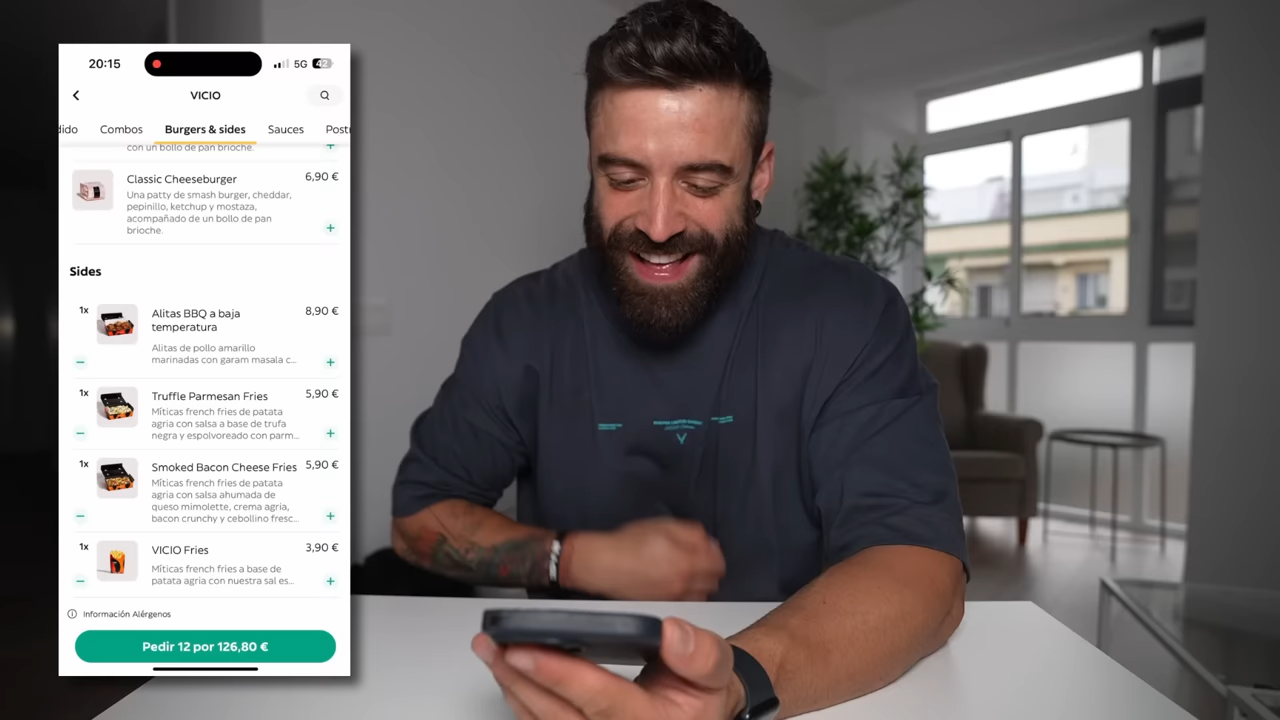 20:15
5G 42
VICIO
dido Combos Burgers & sides Sauces Postr
con un bollo de pan brioche.
Classic Cheeseburger 6,90 €
Una patty de smash burger, cheddar,
pepinillo, ketchup y mostaza,
acompañado de un bollo de pan
brioche.
Sides
1x Alitas BBQ a baja 8,90 €
temperatura
Alitas de pollo amarillo
marinadas con garam masala c...
1x Truffle Parmesan Fries 5,90 €
Míticas french fries de patata
agria con salsa a base de trufa
negra y espolvoreado con parm...
1x Smoked Bacon Cheese Fries 5,90 €
Míticas french fries de patata
agria con salsa ahumada de
queso mimolette, crema agria,
bacon crunchy y cebollino fresc...
1x VICIO Fries 3,90 €
Míticas french fries a base de
patata agria con nuestra sal es...
Información Alérgenos
Pedir 12 por 126,80 €